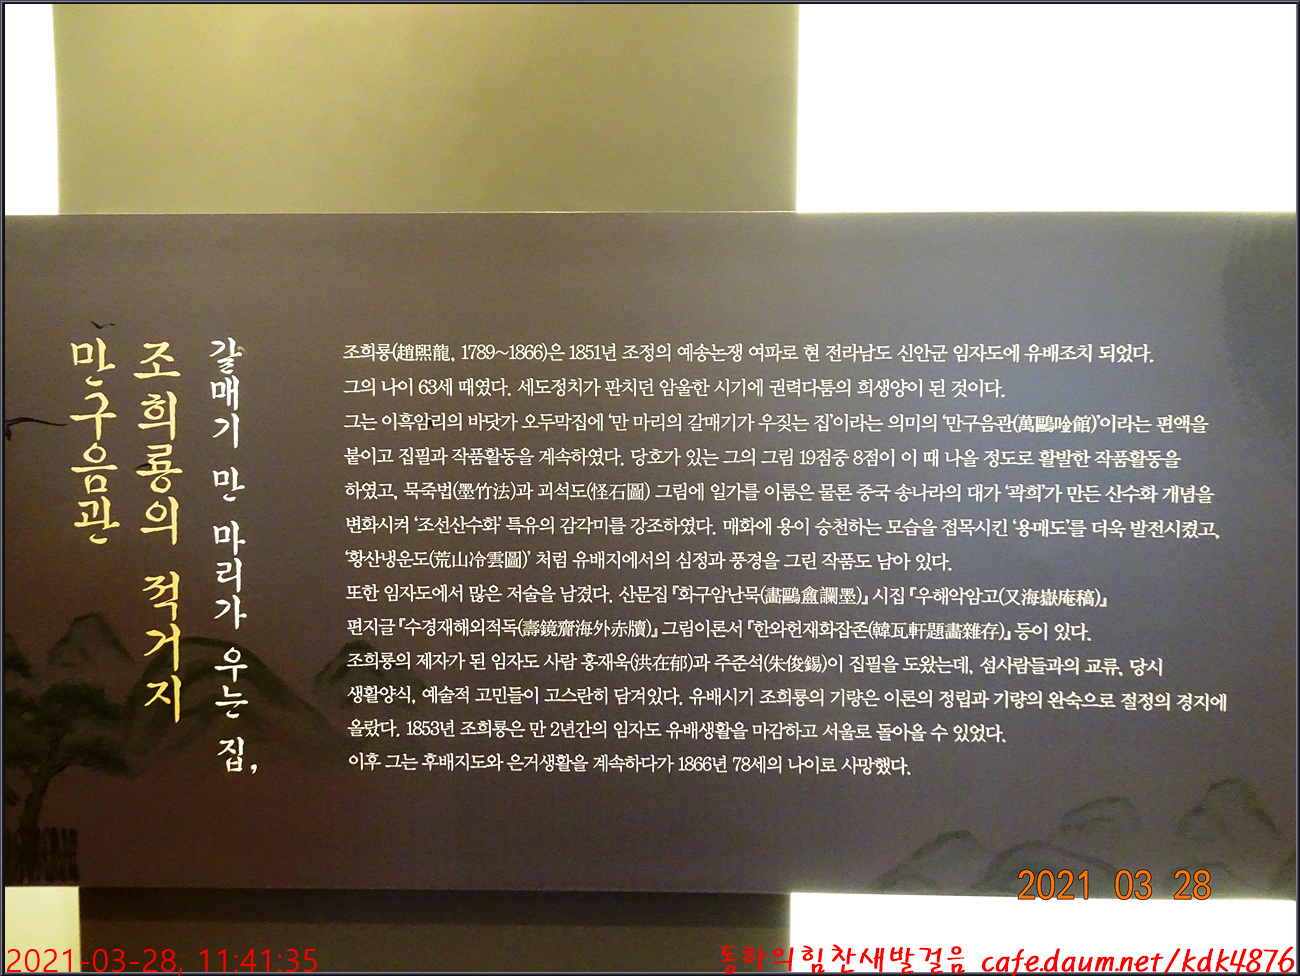 갈매기 만 마리가 우는 집,
조희룡의 적거지
만구음관
조희룡(趙熙龍, 1789~1866)은 1851년 조정의 예송논쟁 여파로 현 전라남도 신안군 임자도에 유배조치 되었다.
그의 나이 63세 때였다. 세도정치가 판치던 암울한 시기에 권력다툼의 희생양이 된 것이다.
그는 이흑암리의 바닷가 오두막집에 ‘만 마리의 갈매기가 우짖는 집’이라는 의미의 ‘만구음관(萬鷗唫館)’이라는 편액을
붙이고 집필과 작품활동을 계속하였다. 당호가 있는 그의 그림 19점중 8점이 이 때 나올 정도로 활발한 작품활동을
하였고, 묵죽법(墨竹法)과 괴석도(怪石圖) 그림에 일가를 이룸은 물론 중국 송나라의 대가 ‘곽희’가 만든 산수화 개념을
변화시켜 ‘조선산수화’ 특유의 감각미를 강조하였다. 매화에 용이 승천하는 모습을 접목시킨 ‘용매도’를 더욱 발전시켰고,
‘황산냉운도(荒山冷雲圖)’ 처럼 유배지에서의 심정과 풍경을 그린 작품도 남아 있다.
또한 임자도에서 많은 저술을 남겼다. 산문집 『화구암난묵(畵鷗盦讕墨)』 시집 『우해악암고(又海嶽庵稿)』
편지글 『수경재해외적독(壽鏡齋海外赤牘)』 그림이론서 『한와헌제화잡존(韓瓦軒題畵雜存)』 등이 있다.
조희룡의 제자가 된 임자도 사람 홍재욱(洪在郁)과 주준석(朱俊錫)이 집필을 도왔는데, 섬사람들과의 교류, 당시
생활양식, 예술적 고민들이 고스란히 담겨있다. 유배시기 조희룡의 기량은 이론의 정립과 기량의 완숙으로 절정의 경지에
올랐다. 1853년 조희룡은 만 2년간의 임자도 유배생활을 마감하고 서울로 돌아올 수 있었다.
이후 그는 후배지도와 은거생활을 계속하다가 1866년 78세의 나이로 사망했다.
2021 03 28
2021-03-28, 11:41:35
동하의힘찬새발걸음 cafe.daum.net/kdk4876